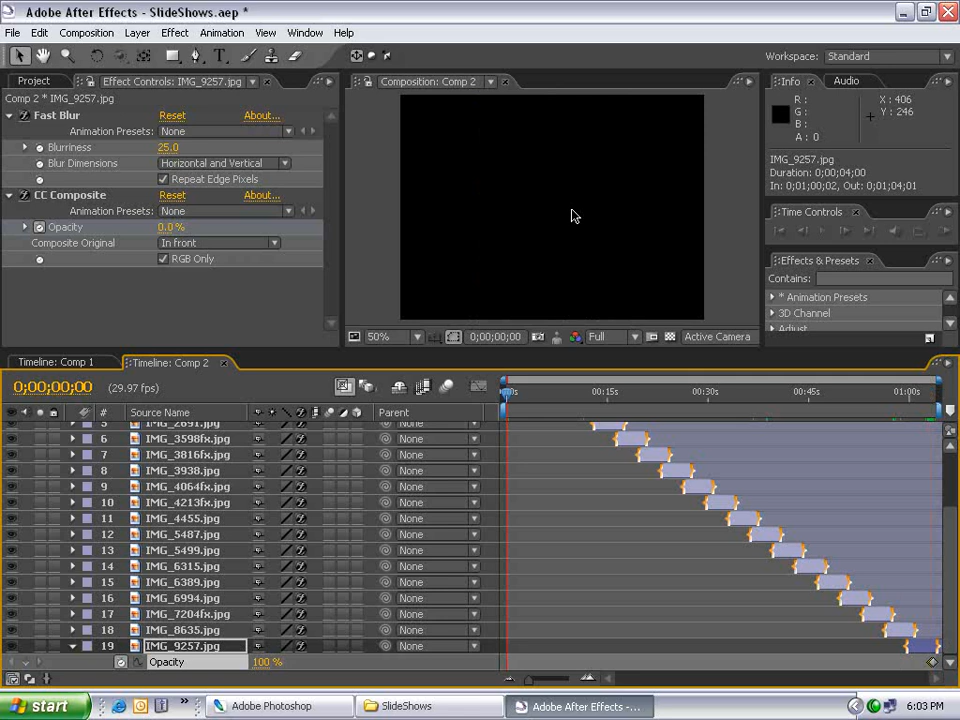 Adobe After Effects - SlideShows.aep *
File Edit Composition Layer Effect Animation View Window Help
Workspace: Standard
Project Effect Controls: IMG_9257.jpg
Composition: Comp 2
Info Audio
Comp 2 * IMG_9257.jpg
Fast Blur Reset About...
Animation Presets: None
Blurriness 25.0
Blur Dimensions Horizontal and Vertical
Repeat Edge Pixels
CC Composite Reset About...
Animation Presets: None
Opacity 0.0 %
Composite Original In front
RGB Only
R :
G :
B :
A : 0
X : 406
Y : 246
IMG_9257.jpg
Duration: 0;00;04;00
In: 0;01;00;02, Out: 0;01;04;01
Time Controls
Effects & Presets
Contains:
* Animation Presets
3D Channel
Adjust
50% 0;00;00;00 Full Active Camera
Timeline: Comp 1 Timeline: Comp 2
0;00;00;00 (29.97 fps)
00:15s 00:30s 00:45s 01:00s
# Source Name Parent
5 IMG_2691.jpg None
6 IMG_3598fx.jpg None
7 IMG_3816fx.jpg None
8 IMG_3938.jpg None
9 IMG_4064fx.jpg None
10 IMG_4213fx.jpg None
11 IMG_4455.jpg None
12 IMG_5487.jpg None
13 IMG_5499.jpg None
14 IMG_6315.jpg None
15 IMG_6389.jpg None
16 IMG_6994.jpg None
17 IMG_7204fx.jpg None
18 IMG_8635.jpg None
19 IMG_9257.jpg None
Opacity 100 %
start Adobe Photoshop SlideShows Adobe After Effects -... 6:03 PM